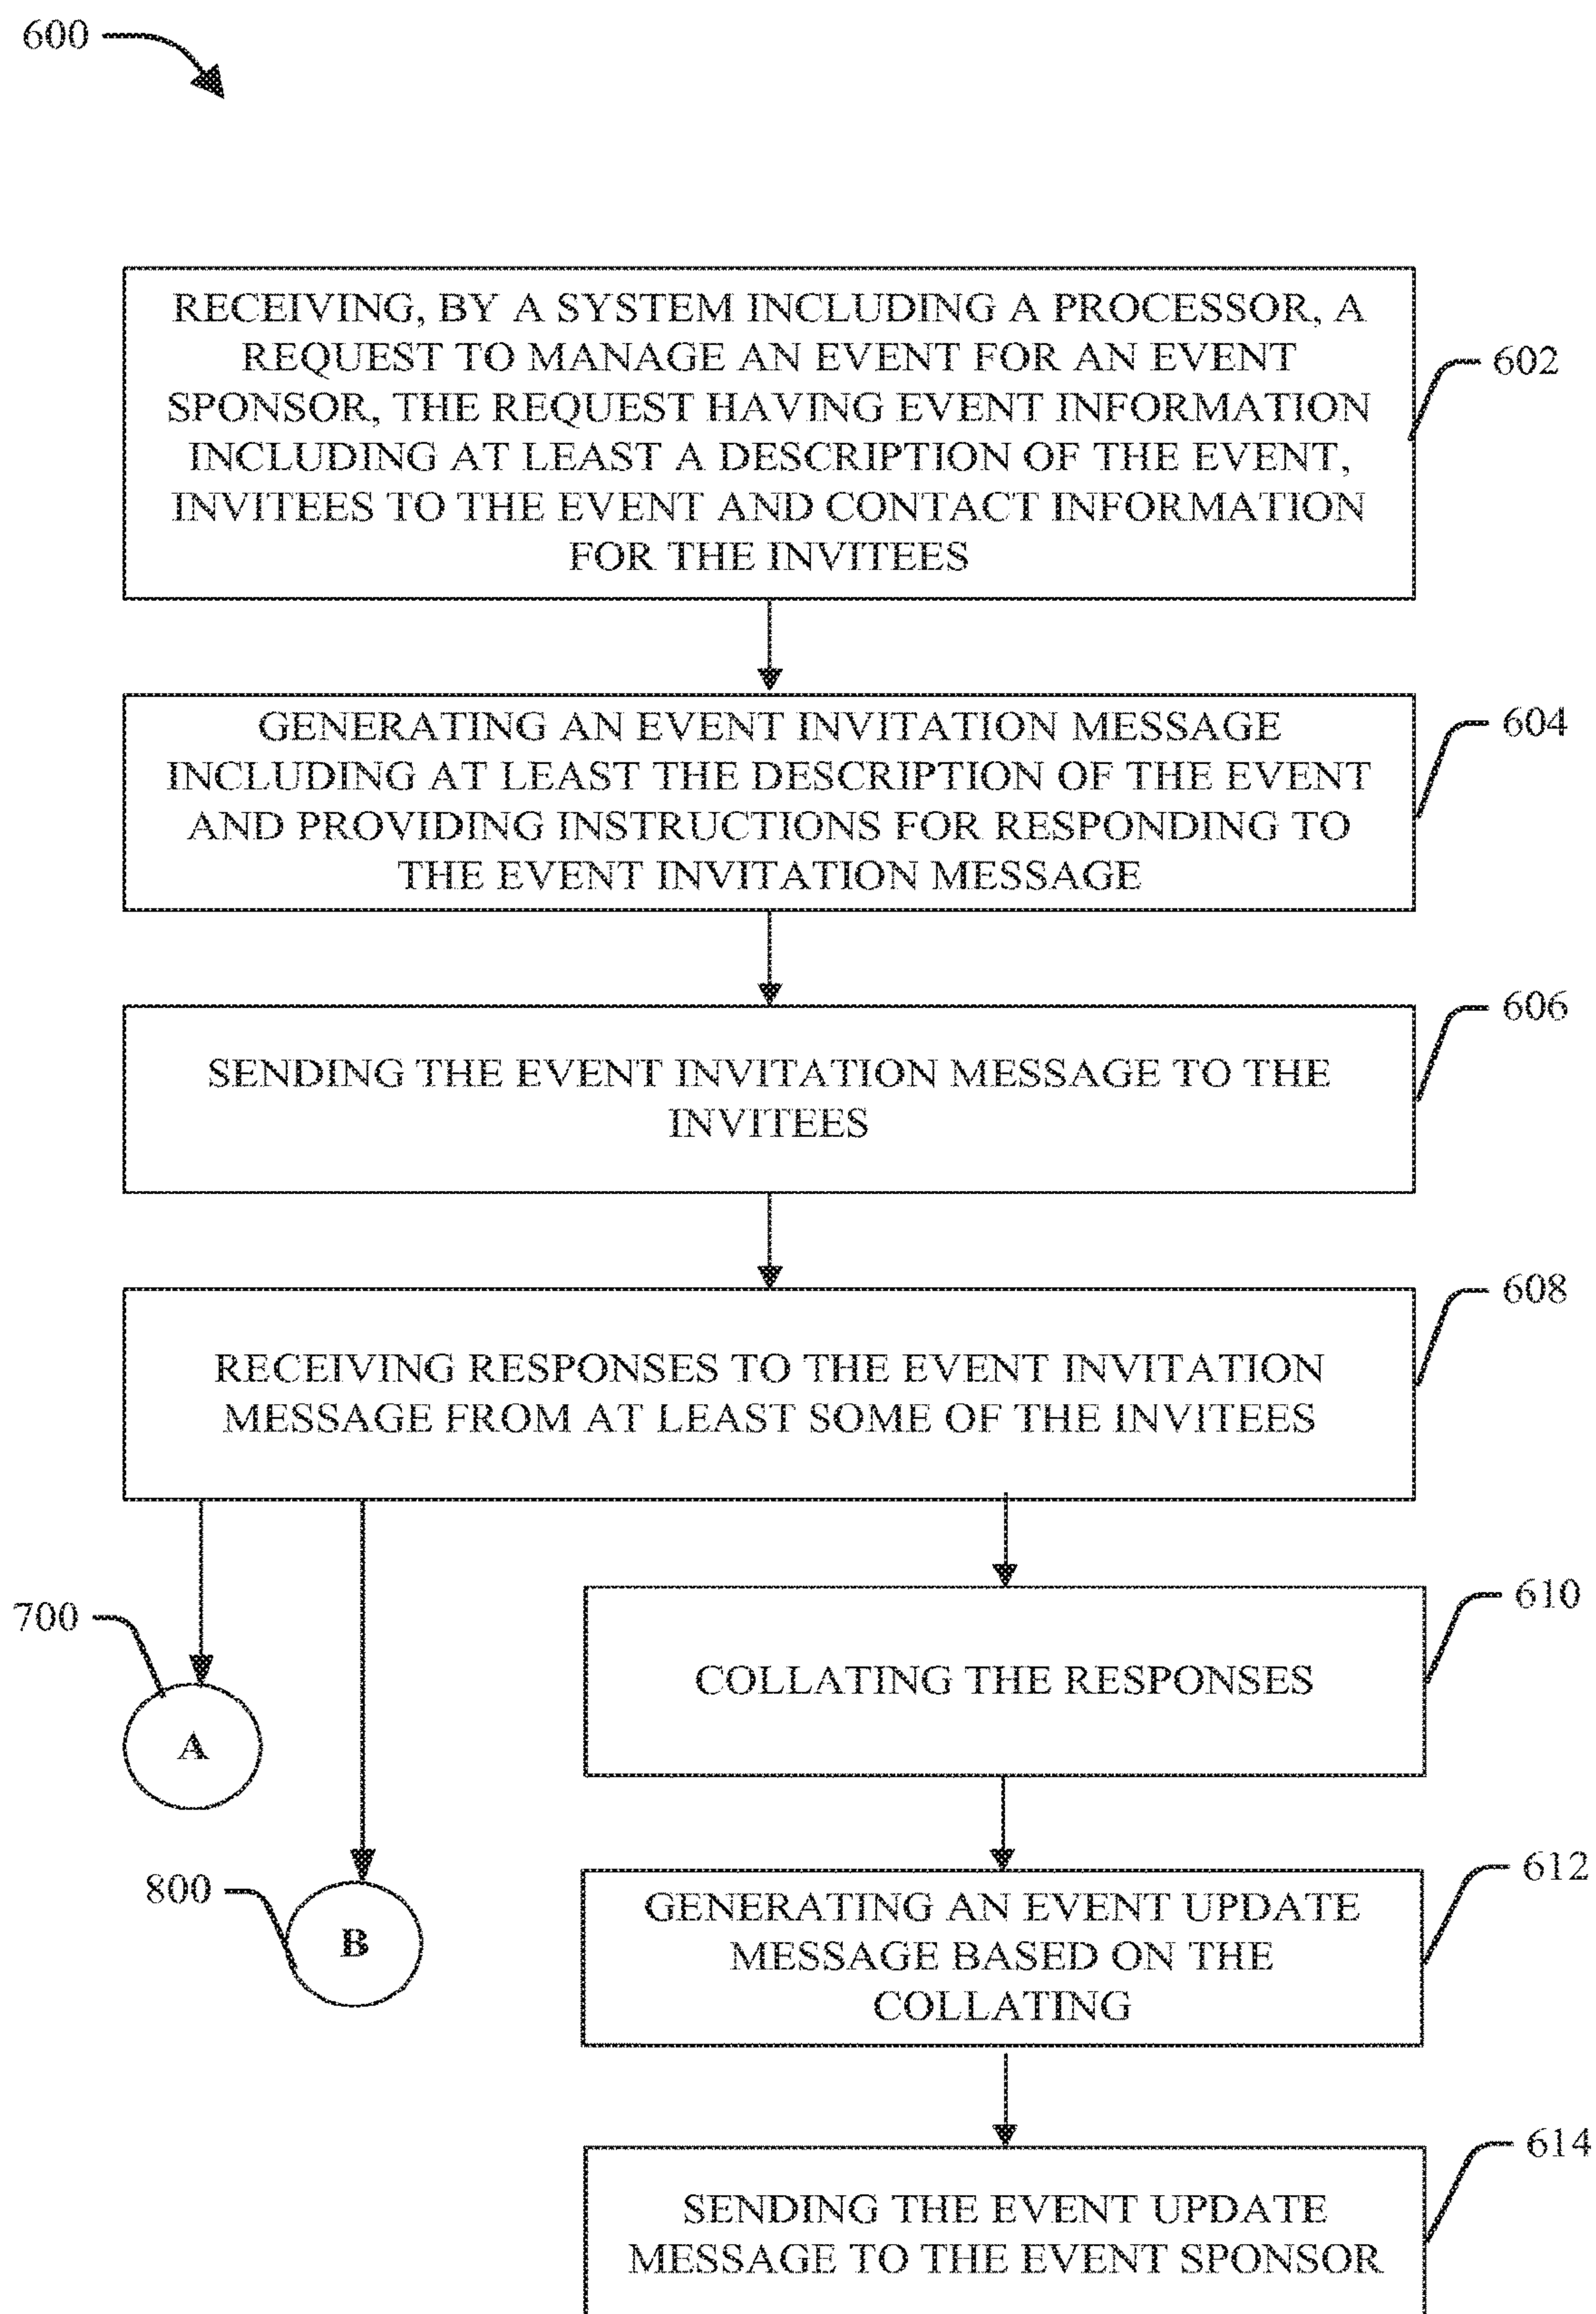 600
RECEIVING, BY A SYSTEM INCLUDING A PROCESSOR, A
REQUEST TO MANAGE AN EVENT FOR AN EVENT
SPONSOR, THE REQUEST HAVING EVENT INFORMATION
INCLUDING AT LEAST A DESCRIPTION OF THE EVENT,
INVITEES TO THE EVENT AND CONTACT INFORMATION
FOR THE INVITEES
602
GENERATING AN EVENT INVITATION MESSAGE
INCLUDING AT LEAST THE DESCRIPTION OF THE EVENT
AND PROVIDING INSTRUCTIONS FOR RESPONDING TO
THE EVENT INVITATION MESSAGE
604
SENDING THE EVENT INVITATION MESSAGE TO THE
INVITEES
606
RECEIVING RESPONSES TO THE EVENT INVITATION
MESSAGE FROM AT LEAST SOME OF THE INVITEES
608
700
A
800
B
COLLATING THE RESPONSES
610
GENERATING AN EVENT UPDATE
MESSAGE BASED ON THE
COLLATING
612
SENDING THE EVENT UPDATE
MESSAGE TO THE EVENT SPONSOR
614